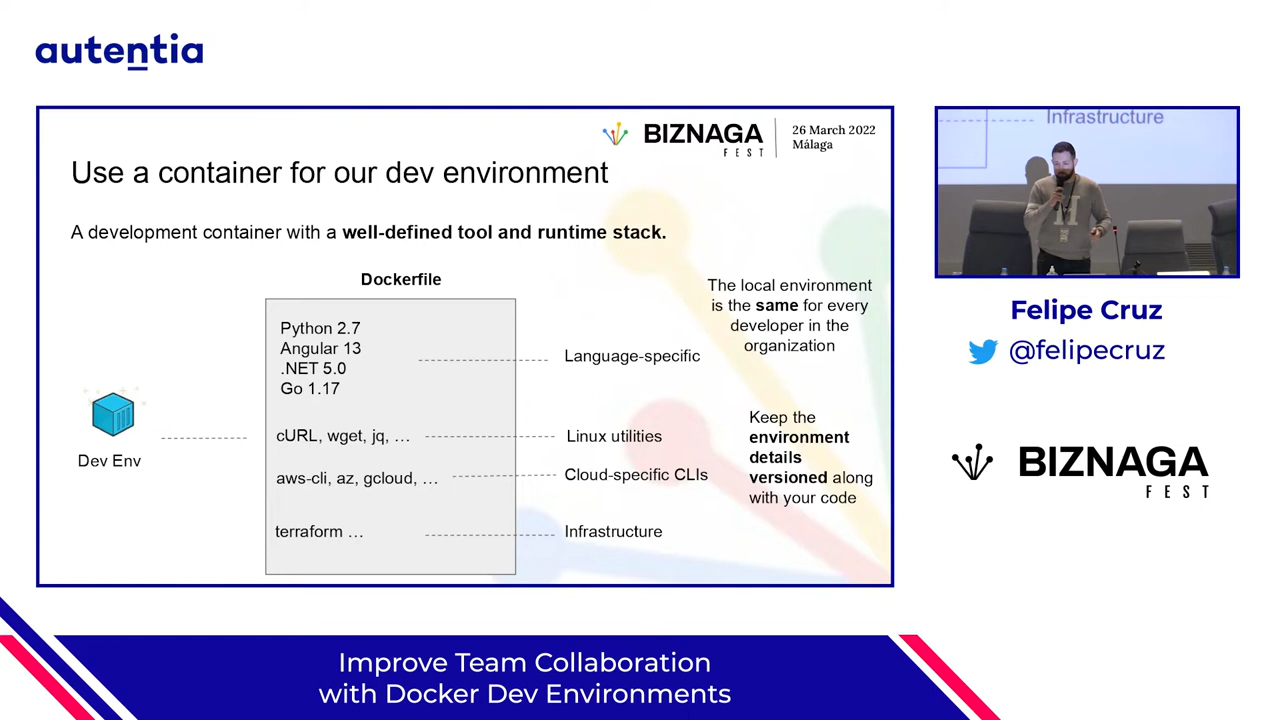 autentia
BIZNAGA
FEST
26 March 2022
Málaga
Use a container for our dev environment
A development container with a well-defined tool and runtime stack.
Dockerfile
Python 2.7
Angular 13
.NET 5.0
Go 1.17
Language-specific
cURL, wget, jq, …
Linux utilities
aws-cli, az, gcloud, …
Cloud-specific CLIs
terraform …
Infrastructure
Dev Env
The local environment
is the same for every
developer in the
organization
Keep the
environment
details
versioned along
with your code
Infrastructure
Felipe Cruz
@felipecruz
BIZNAGA
FEST
Improve Team Collaboration
with Docker Dev Environments